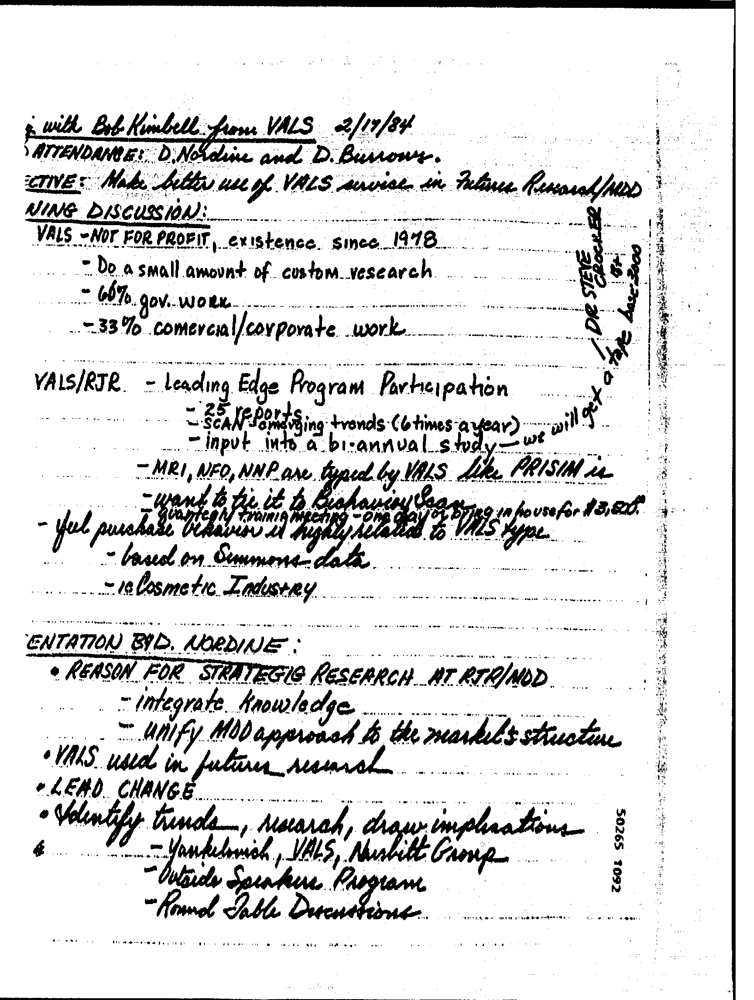 with Bob Kimbell from VALS 2/17/84
ATTENDANCE: D. Nordine and D. Burrows.
ECTIVE: Make better use of VALS service in Futures Research/MDD
NING DISCUSSION:
VALS - NOT FOR PROFIT, existence since 1978
- Do a small amount of custom research
- 66% gov. work
- 33% comercial/corporate work
VALS/RJR - Leading Edge Program Participation
- 25 reports
- SCAN - emerging trends (6 times a year)
- input into a bi-annual study - we will get a tape base: 3000
/ DR STEVE CROCKER
- MRI, NFO, NNP are typed by VALS like PRISIM is
- want to tie it to Behavior Scan
- quarterly training meeting - one day or bring in house for $3,500.
- feel purchase behavior is highly related to VALS type
- based on Simmons data
- ie Cosmetic Industry
ENTATION BY D. NORDINE:
• REASON FOR STRATEGIG RESEARCH AT RJR/MDD
- integrate knowledge
- unify MDD approach to the market's structure
• VALS used in futures research
• LEAD CHANGE
• Identify trends, research, draw implications
- Yankelovich, VALS, Naisbitt Group
- Outside Speakers Program
- Round Table Discussions
50265 1092